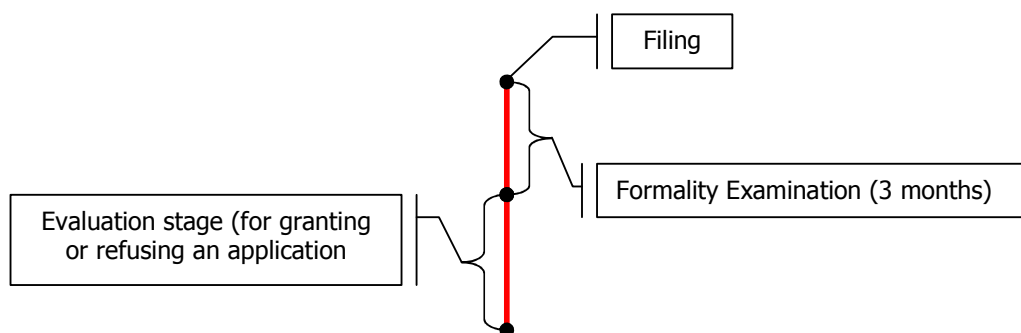 Filing
Formality Examination (3 months)
Evaluation stage (for granting
or refusing an application